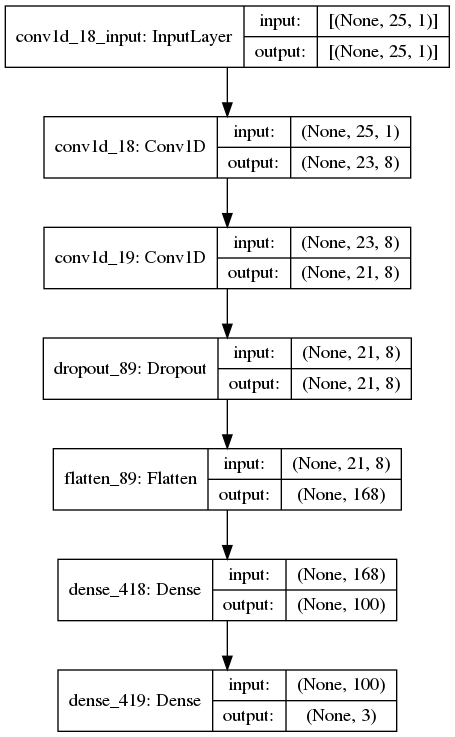 conv1d_18_input: InputLayer
input: [(None, 25, 1)]
output: [(None, 25, 1)]
conv1d_18: Conv1D
input: (None, 25, 1)
output: (None, 23, 8)
conv1d_19: Conv1D
input: (None, 23, 8)
output: (None, 21, 8)
dropout_89: Dropout
input: (None, 21, 8)
output: (None, 21, 8)
flatten_89: Flatten
input: (None, 21, 8)
output: (None, 168)
dense_418: Dense
input: (None, 168)
output: (None, 100)
dense_419: Dense
input: (None, 100)
output: (None, 3)